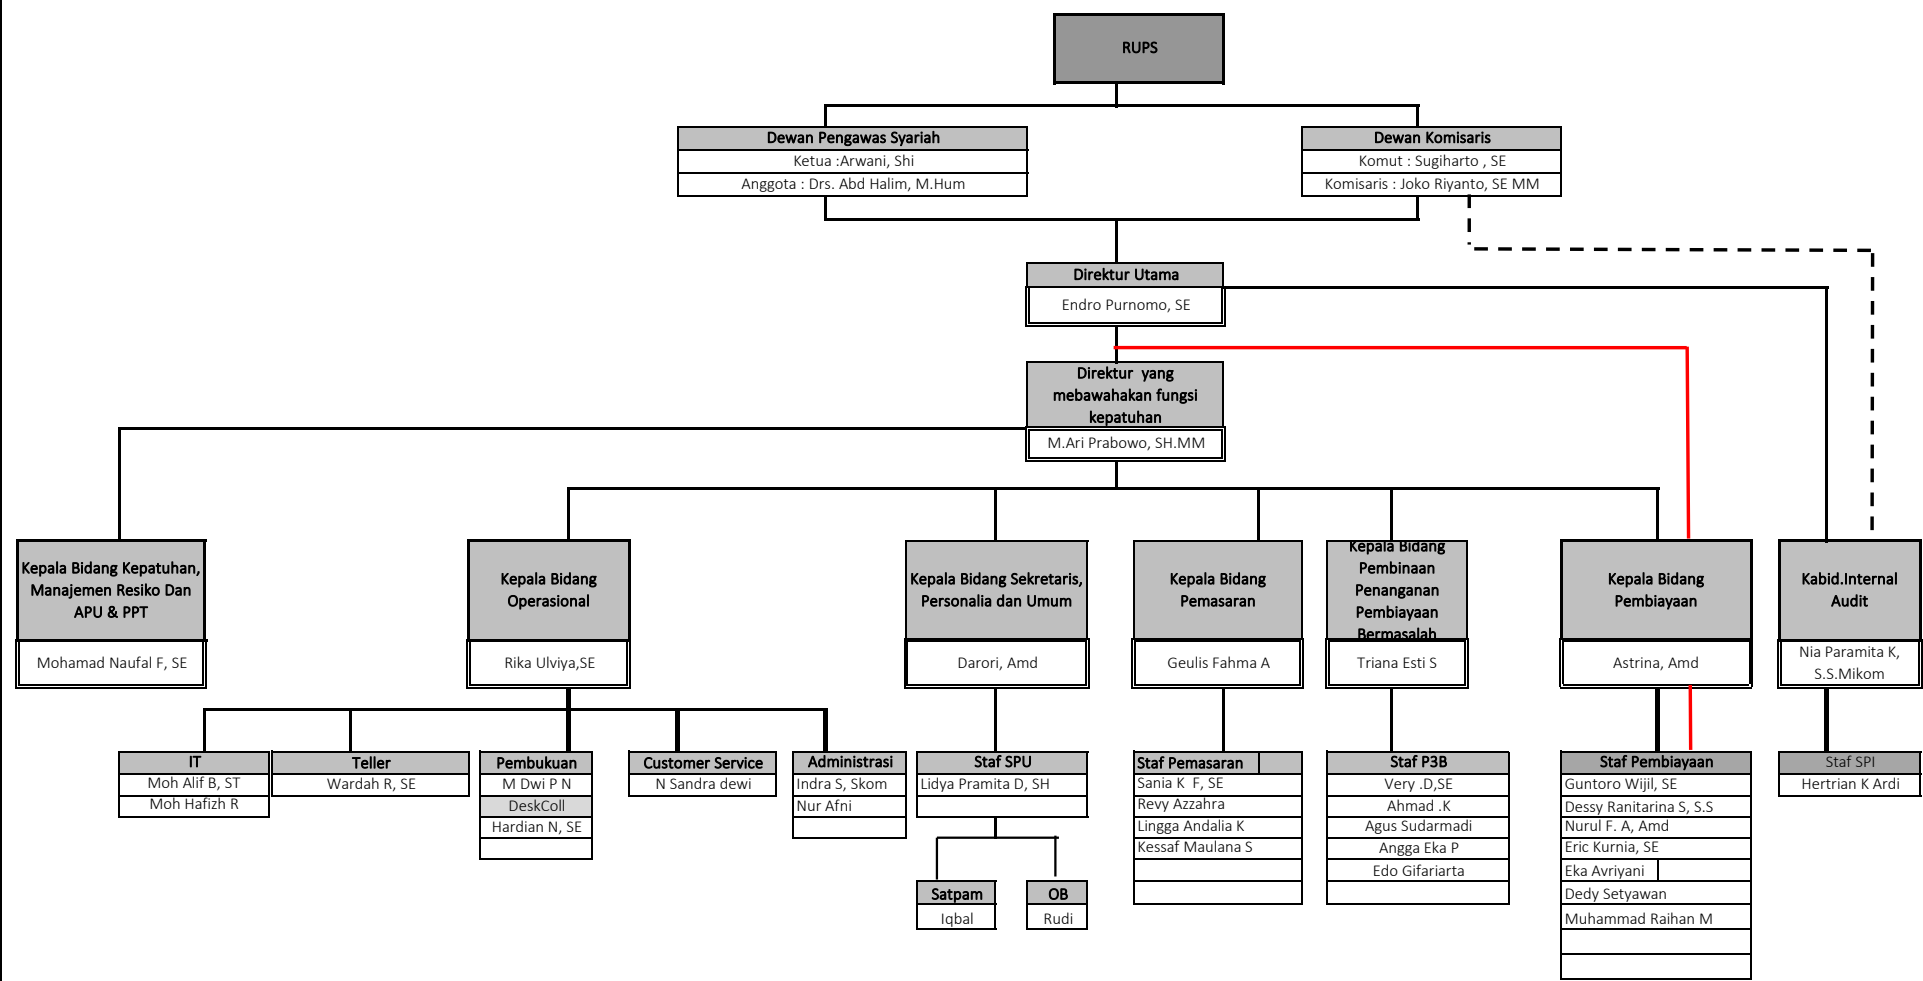 RUPS
Dewan Pengawas Syariah
Ketua :Arwani, Shi
Anggota : Drs. Abd Halim, M.Hum
Dewan Komisaris
Komut : Sugiharto , SE
Komisaris : Joko Riyanto, SE MM
Direktur Utama
Endro Purnomo, SE
Direktur yang
mebawahakan fungsi
kepatuhan
M.Ari Prabowo, SH.MM
Kepala Bidang Kepatuhan,
Manajemen Resiko Dan
APU & PPT
Mohamad Naufal F, SE
Kepala Bidang
Operasional
Rika Ulviya,SE
Kepala Bidang Sekretaris,
Personalia dan Umum
Darori, Amd
Kepala Bidang
Pemasaran
Geulis Fahma A
Kepala Bidang
Pembinaan
Penanganan
Pembiayaan
Bermasalah
Triana Esti S
Kepala Bidang
Pembiayaan
Astrina, Amd
Kabid.Internal
Audit
Nia Paramita K,
S.S.Mikom
IT
Moh Alif B, ST
Moh Hafizh R
Teller
Wardah R, SE
Pembukuan
M Dwi P N
DeskColl
Hardian N, SE
Customer Service
N Sandra dewi
Administrasi
Indra S, Skom
Nur Afni
Staf SPU
Lidya Pramita D, SH
Satpam
Iqbal
OB
Rudi
Staf Pemasaran
Sania K F, SE
Revy Azzahra
Lingga Andalia K
Kessaf Maulana S
Staf P3B
Very .D,SE
Ahmad .K
Agus Sudarmadi
Angga Eka P
Edo Gifariarta
Staf Pembiayaan
Guntoro Wijil, SE
Dessy Ranitarina S, S.S
Nurul F. A, Amd
Eric Kurnia, SE
Eka Avriyani
Dedy Setyawan
Muhammad Raihan M
Staf SPI
Hertrian K Ardi